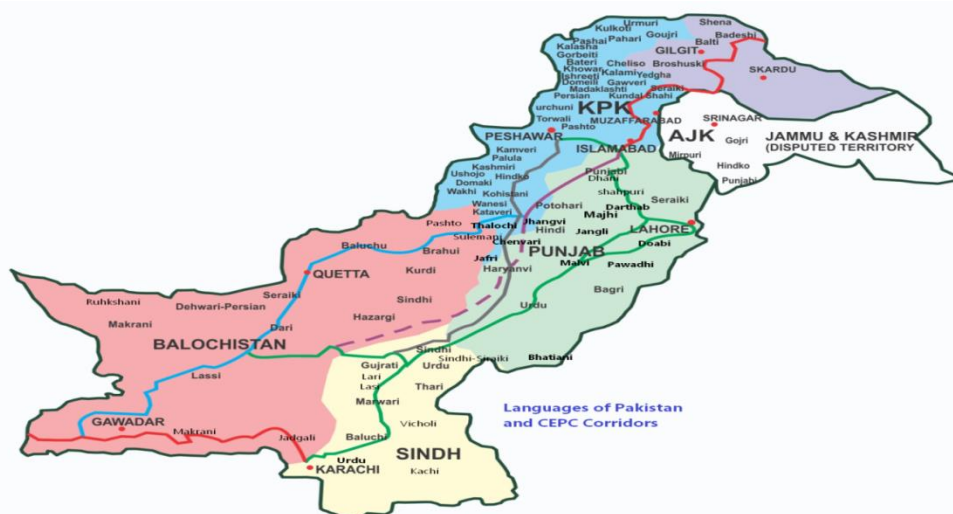 Urmuri
Shena
Kulkoti
Goujri
Badeshi
Pashai
Pahari
Balti
Kalasha
GILGIT
Gorbeiti
Bateri
Cheliso
Broshuski
Khowar
Kalami
Yedgha
SKARDU
Ishreeti
Domeili
Gawveri
Madaklashti
Seraiki
Persian
Kundal Shahi
urchuni
KPK
MUZAFFARABAD
SRINAGAR
Torwali
Pashto
AJK
JAMMU & KASHMIR
(DISPUTED TERRITORY
PESHAWAR
Gojri
ISLAMABAD
Mirpuri
Kamveri
Palula
Hindko
Kashmiri
Punjabi
Punjabi
Ushojo
Hindko
Dhani
Domaki
Wakhi
Kohistani
shahpuri
Seraiki
Wanesi
Potohari
Darthab
Kataveri
Majhi
Pashto
Thalochi
Jhangvi
Hindi
Jangli
LAHORE
Sulemani
Chenvari
Doabi
Baluchu
Brahui
PUNJAB
Jafri
Malvi
Pawadhi
QUETTA
Kurdi
Haryanvi
Bagri
Ruhkshani
Seraiki
Sindhi
Urdu
Dehwari-Persian
Makrani
Dari
Hazargi
BALOCHISTAN
Sindhi
Sindhi-Siraiki
Bhatiani
Gujrati
Urdu
Lassi
Lari
Lasi
Thari
Marwari
Languages of Pakistan
and CEPC Corridors
GAWADAR
Vicholi
Makrani
Jadgali
Baluchi
SINDH
Urdu
KARACHI
Kachi